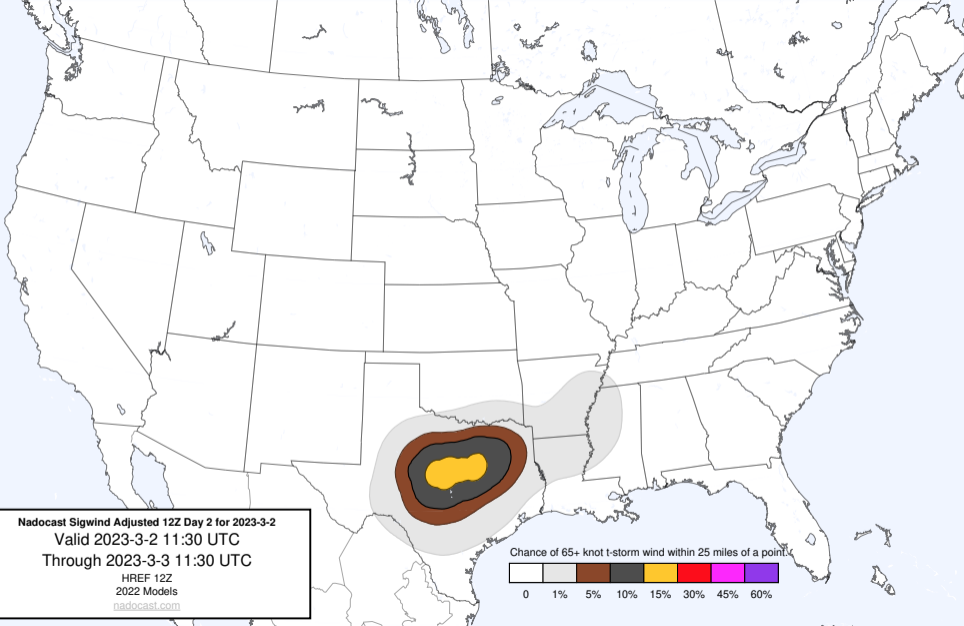 Nadocast Sigwind Adjusted 12Z Day 2 for 2023-3-2
Valid 2023-3-2 11:30 UTC
Through 2023-3-3 11:30 UTC
HREF 12Z
2022 Models
nadocast.com
Chance of 65+ knot t-storm wind within 25 miles of a point.
0 1% 5% 10% 15% 30% 45% 60%